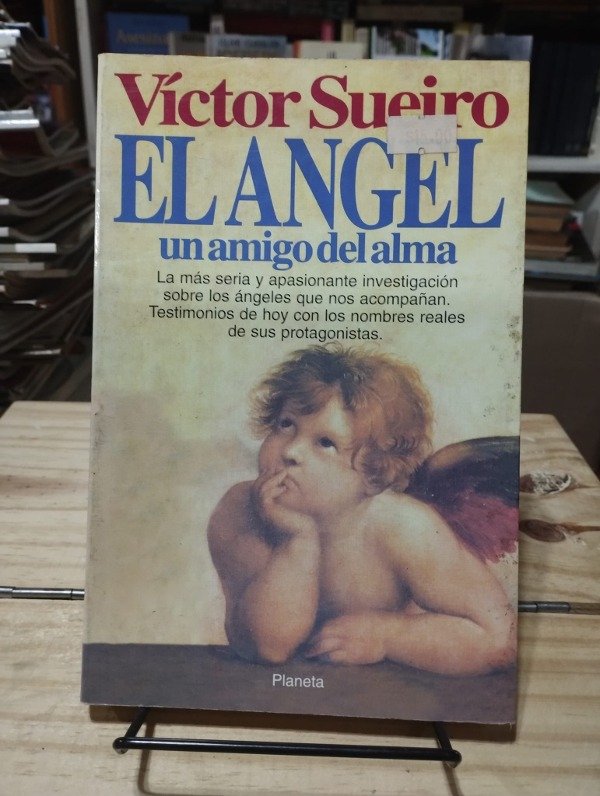 Víctor Sueiro
EL ANGEL
un amigo del alma
La más seria y apasionante investigación
sobre los ángeles que nos acompañan.
Testimonios de hoy con los nombres reales
de sus protagonistas.
Planeta